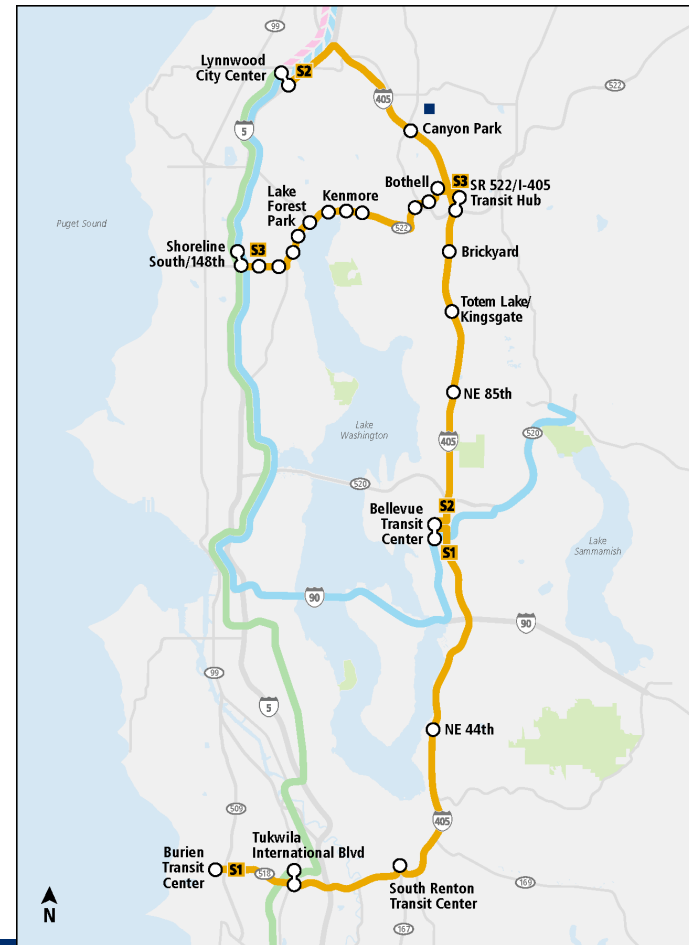 99
Lynnwood
City Center
S2
405
522
5
Canyon Park
Bothell
S3
SR 522/I-405
Transit Hub
Lake
Forest
Park
Kenmore
522
Puget Sound
Shoreline
South/148th
S3
Brickyard
Totem Lake/
Kingsgate
NE 85th
Lake
Washington
405
520
520
S2
Bellevue
Transit
Center
S1
Lake
Sammamish
90
90
99
5
NE 44th
509
405
Tukwila
International Blvd
Burien
Transit
Center
S1
518
South Renton
Transit Center
169
167
N